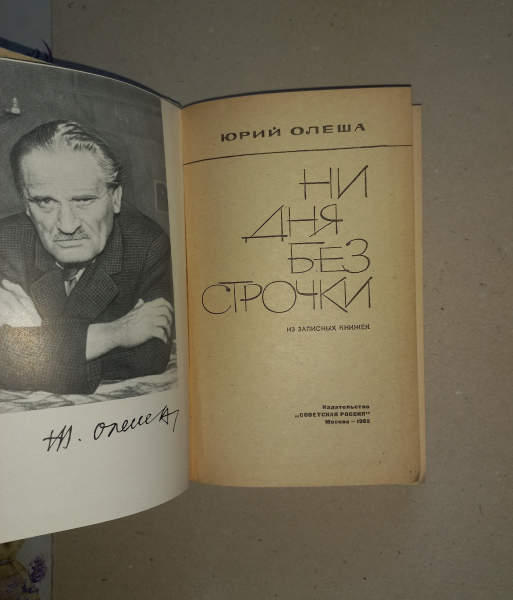 Ю. Олеша
ЮРИЙ ОЛЕША
НИ
ДНЯ
БЕЗ
СТРОЧКИ
ИЗ ЗАПИСНЫХ КНИЖЕК
Издательство
„СОВЕТСКАЯ РОССИЯ"
Москва — 1965